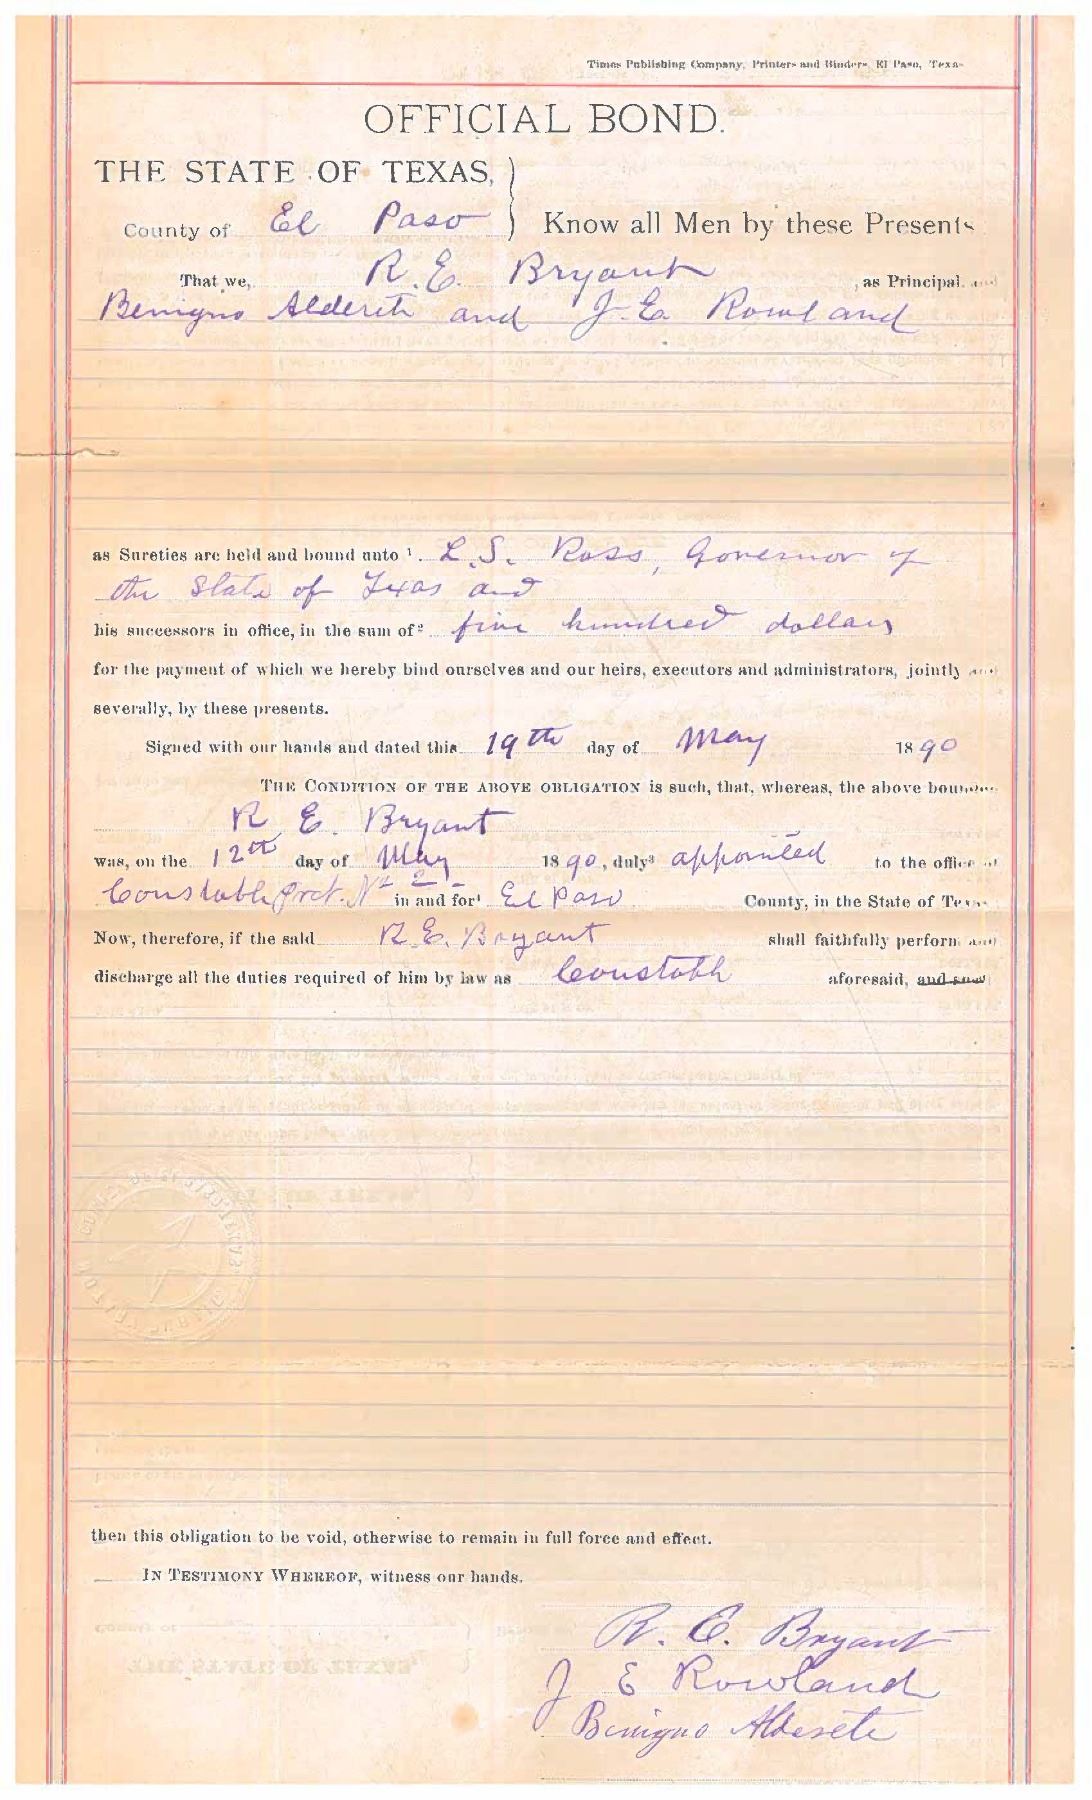 Times Publishing Company, Printers and Binders, El Paso, Texas
OFFICIAL BOND.
THE STATE OF TEXAS,
County of El Paso } Know all Men by these Presents
That we, R. E. Bryant , as Principal, and
Benigno Alderete and J. E. Rowland
as Sureties are held and bound unto ¹. L. S. Ross, Governor of
the State of Texas and
his successors in office, in the sum of² five hundred dollars
for the payment of which we hereby bind ourselves and our heirs, executors and administrators, jointly and
severally, by these presents.
Signed with our hands and dated this 19th day of May 1890
THE CONDITION OF THE ABOVE OBLIGATION is such, that, whereas, the above bounden
R. E. Bryant
was, on the 12th day of May 1890, duly³ appointed to the office of
Constable Prct. No 2 in and for⁴ El Paso County, in the State of Texas
Now, therefore, if the said R. E. Bryant shall faithfully perform and
discharge all the duties required of him by law as Constable aforesaid, and
then this obligation to be void, otherwise to remain in full force and effect.
IN TESTIMONY WHEREOF, witness our hands.
R. E. Bryant
J E Rowland
Benigno Alderete